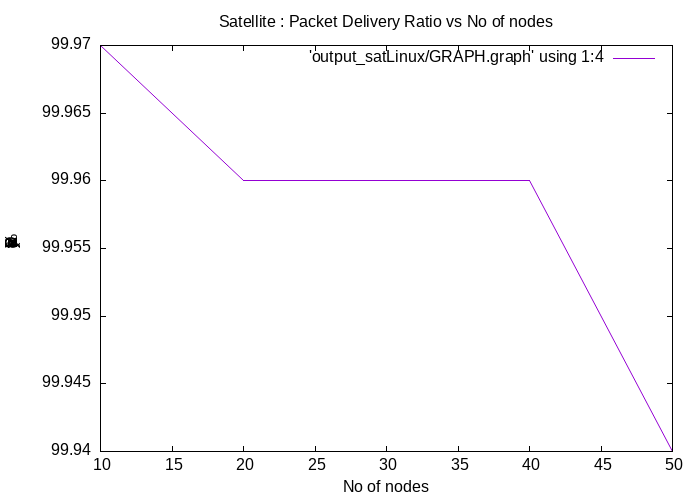 Satellite : Packet Delivery Ratio vs No of nodes
99.97
'output_satLinux/GRAPH.graph' using 1:4
99.965
99.96
99.955
99.95
99.945
99.94
10 15 20 25 30 35 40 45 50
No of nodes